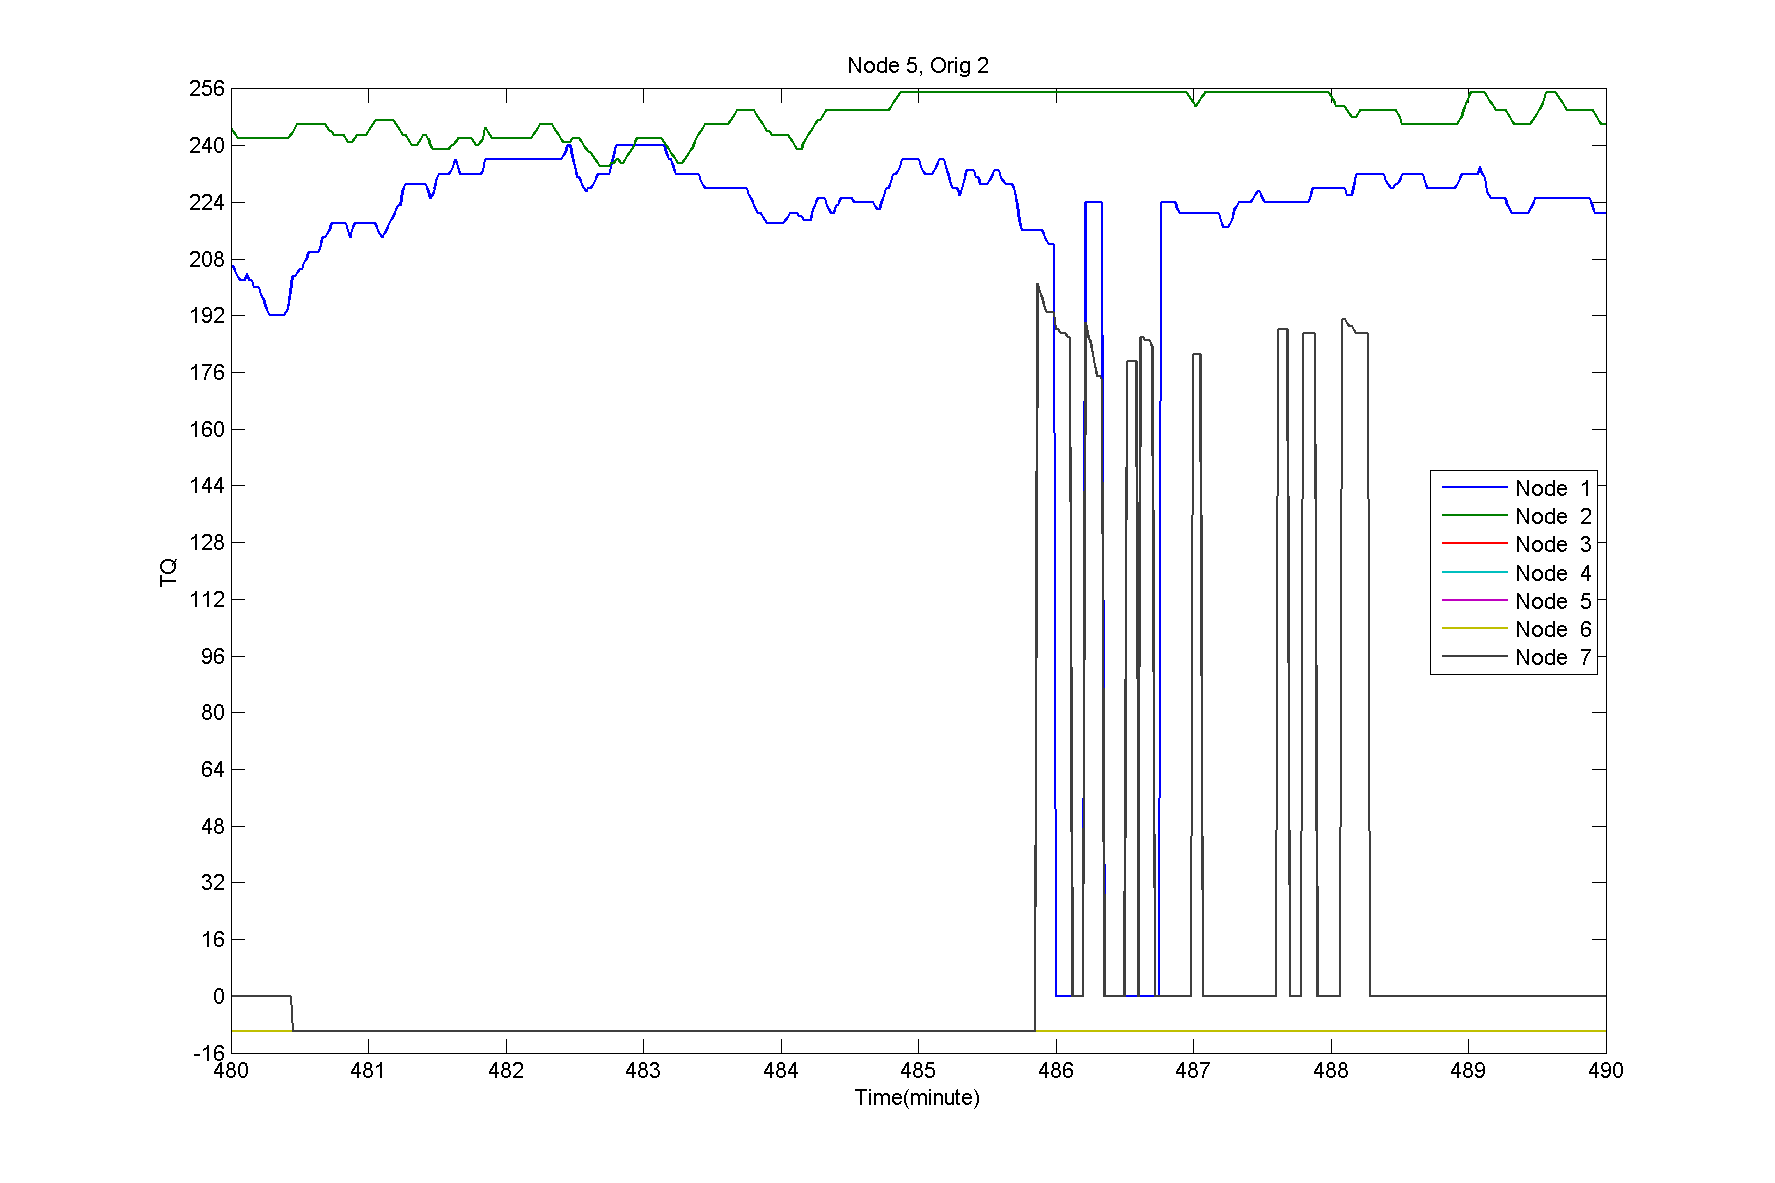 Node 5, Orig 2
256
240
224
208
192
176
160
144
128
112
96
80
64
48
32
16
0
-16
TQ
Node 1
Node 2
Node 3
Node 4
Node 5
Node 6
Node 7
480 481 482 483 484 485 486 487 488 489 490
Time(minute)